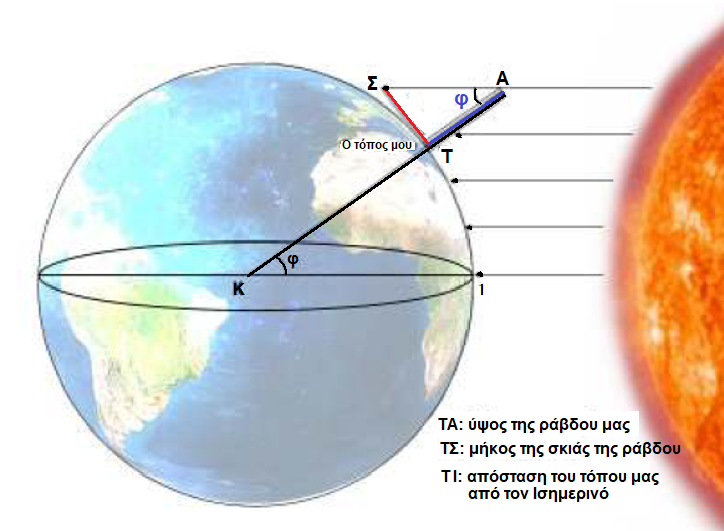 Σ
Α
φ
Ό τόπος μου
Τ
φ
Κ
Ι
ΤΑ: ύψος της ράβδου μας
ΤΣ: μήκος της σκιάς της ράβδου
ΤΙ: απόσταση του τόπου μας
από τον Ισημερινό